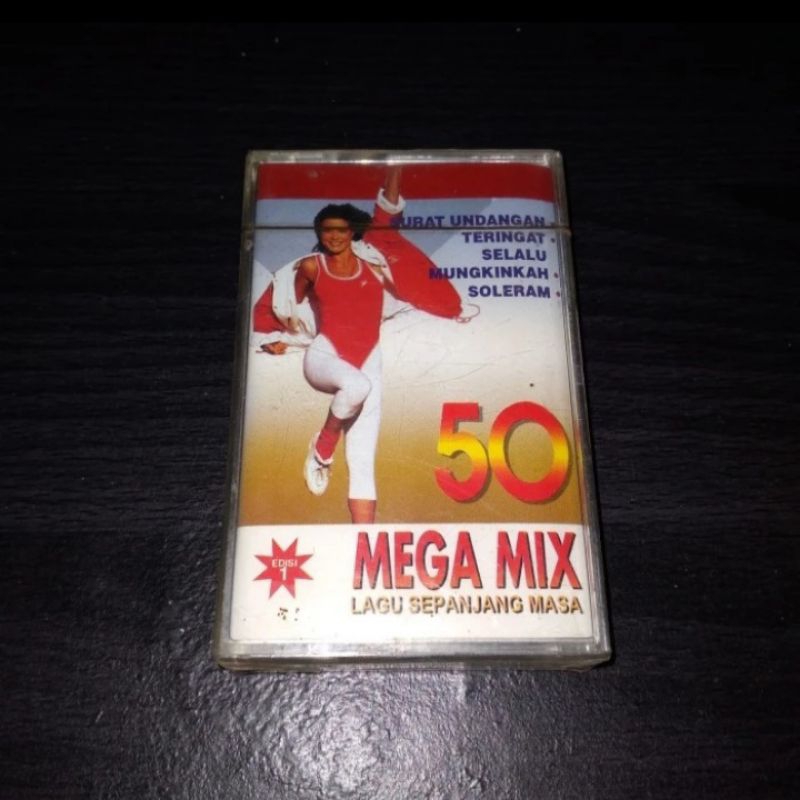 SURAT UNDANGAN
TERINGAT •
SELALU
MUNGKINKAH •
SOLERAM •
50
EDISI
1
MEGA MIX
LAGU SEPANJANG MASA